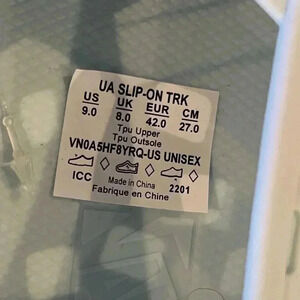 UA SLIP-ON TRK
US UK EUR CM
9.0 8.0 42.0 27.0
Tpu Upper
Tpu Outsole
VN0A5HF8YRQ-US UNISEX
ICC Made in China 2201
Fabrique en Chine